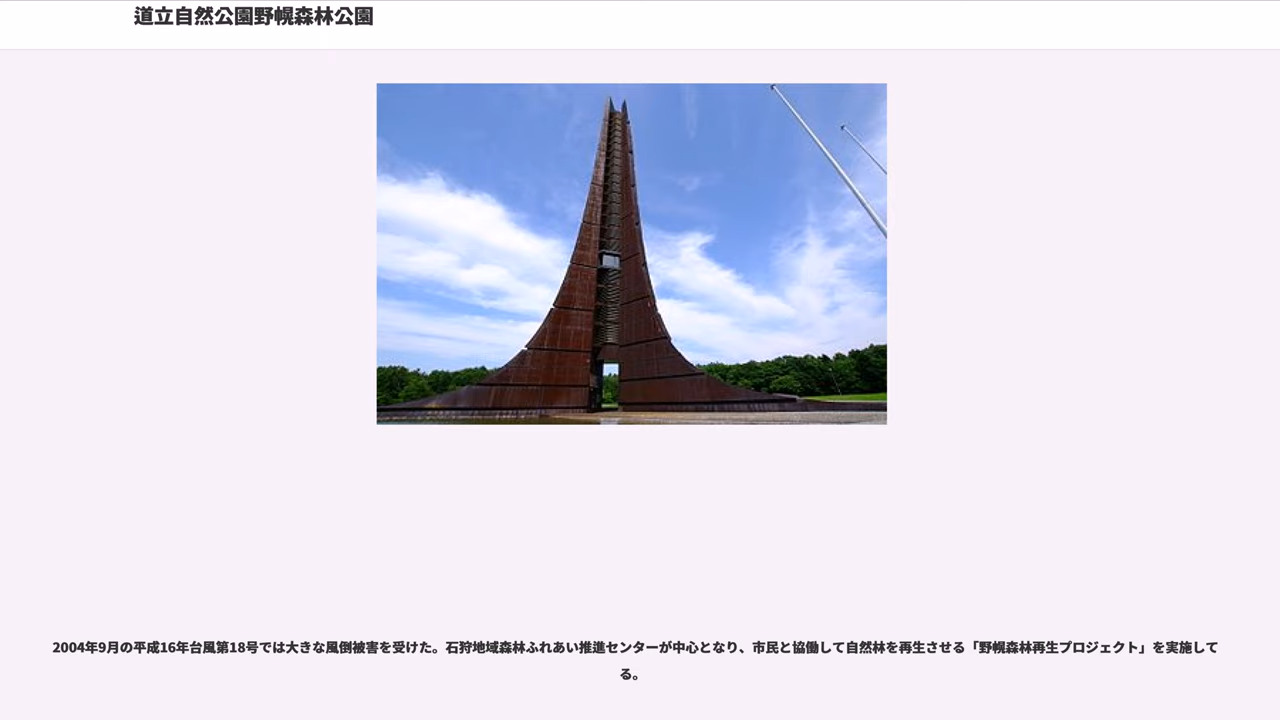 道立自然公園野幌森林公園
2004年9月の平成16年台風第18号では大きな風倒被害を受けた。石狩地域森林ふれあい推進センターが中心となり、市民と協働して自然林を再生させる「野幌森林再生プロジェクト」を実施して
る。